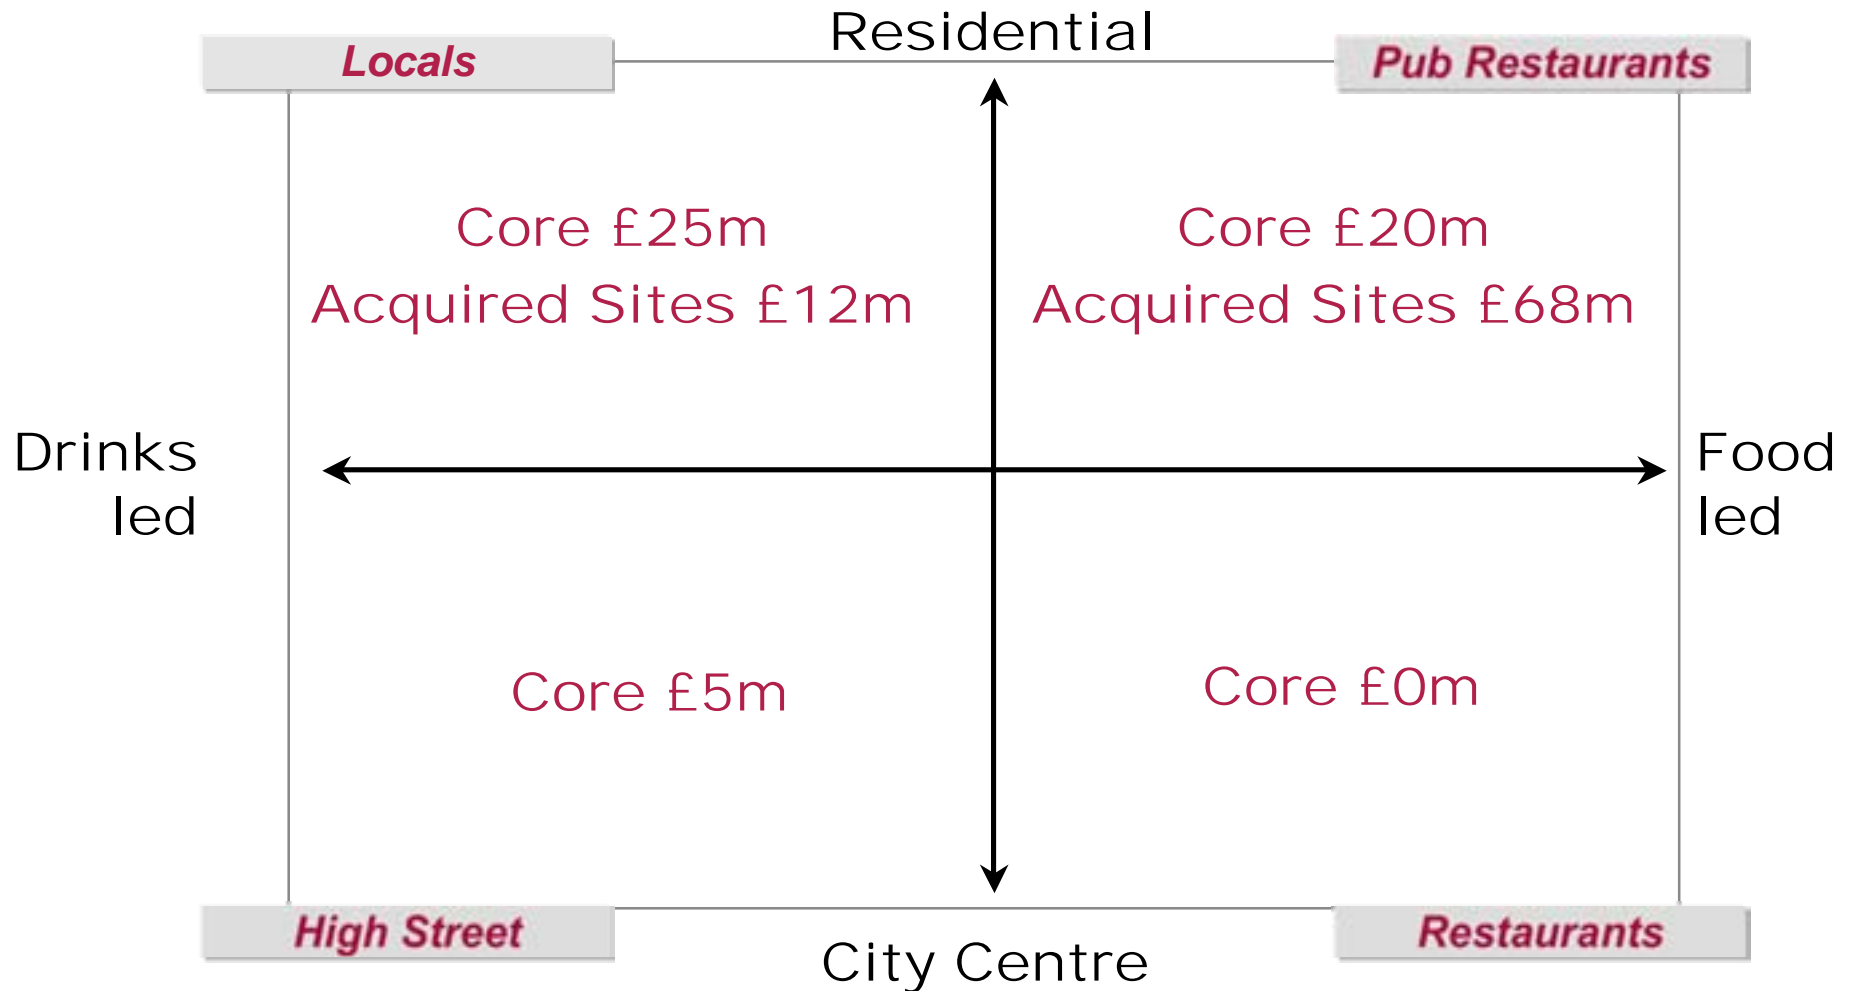 Residential
Locals
Pub Restaurants
Core £25m
Acquired Sites £12m
Core £20m
Acquired Sites £68m
Drinks
led
Food
led
Core £5m
Core £0m
High Street
Restaurants
City Centre